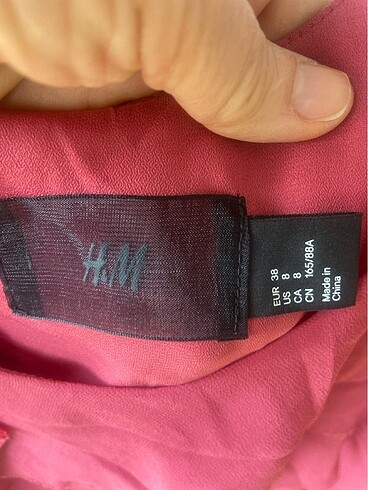 H&M
EUR 38
US 8
CA 8
CN 165/88A
Made in
China